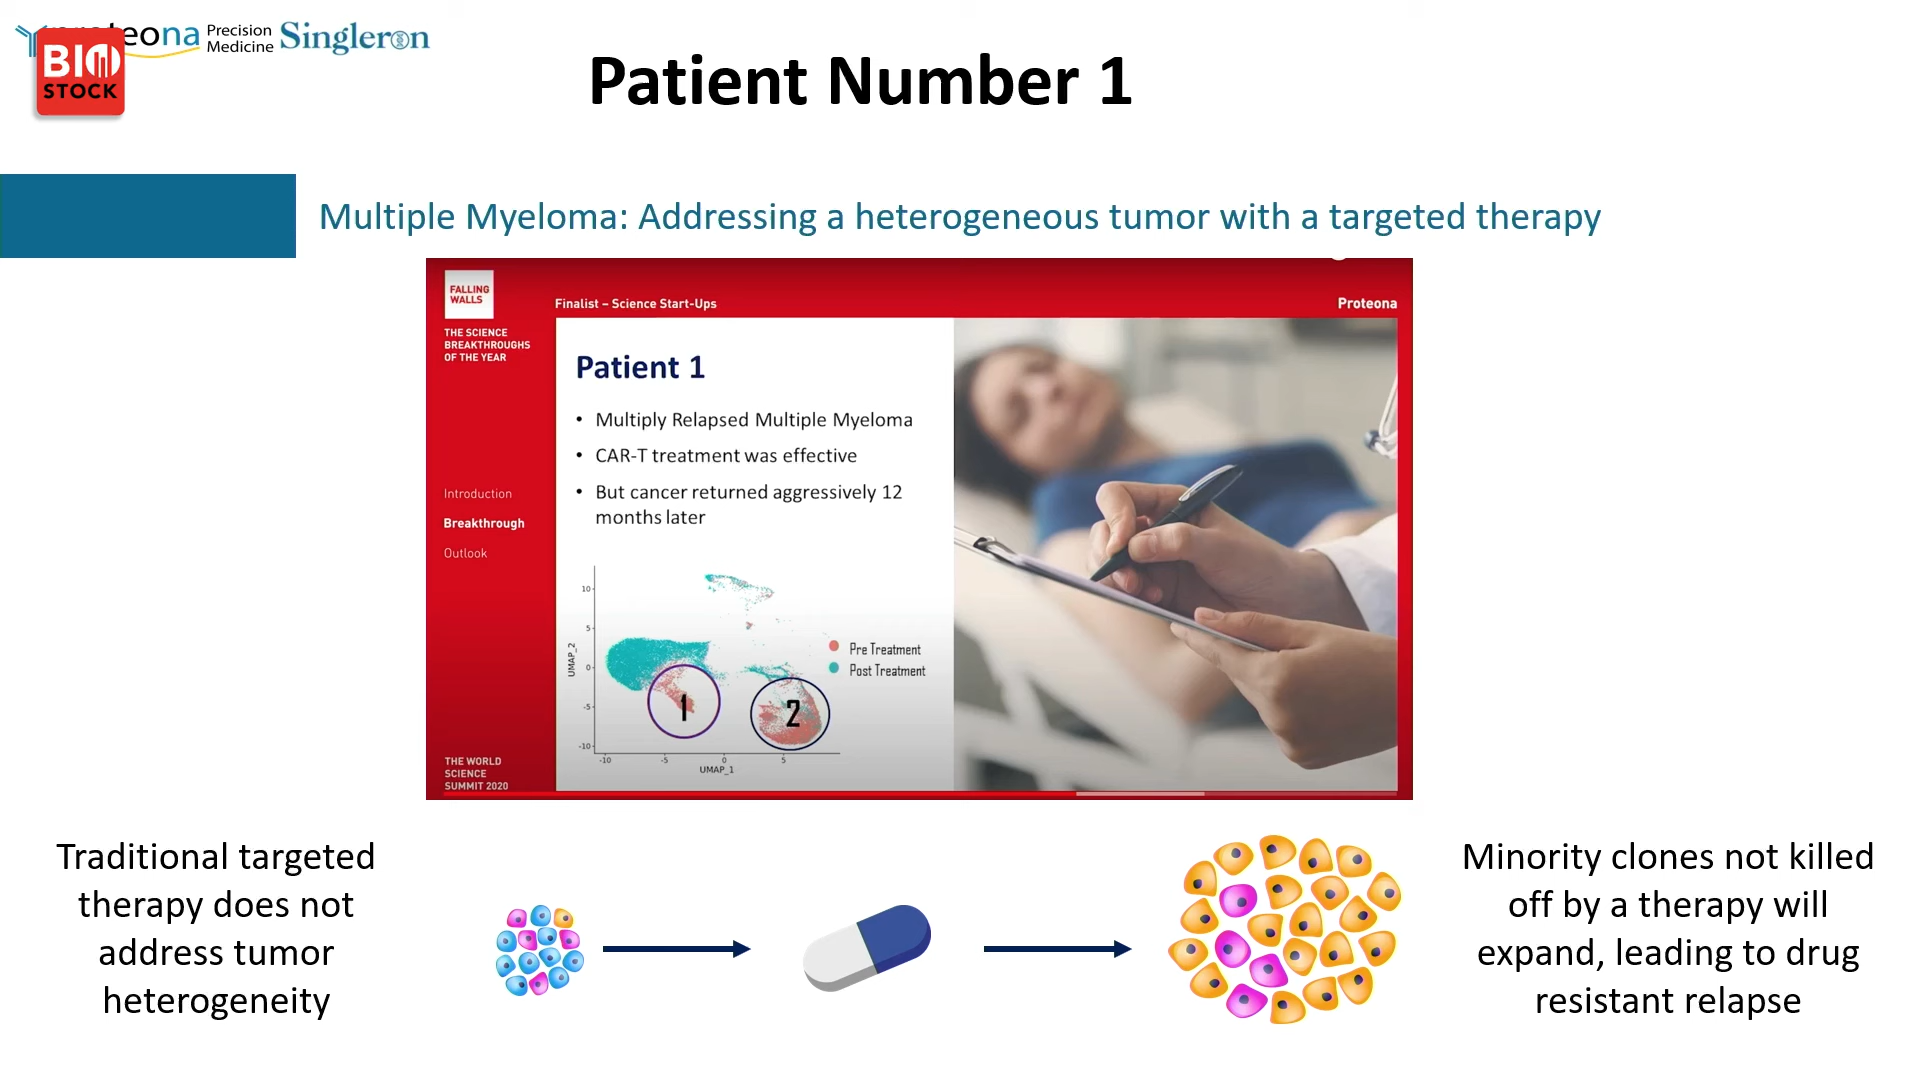 eona Precision
Medicine
Singleron
BIO
STOCK
Patient Number 1
Multiple Myeloma: Addressing a heterogeneous tumor with a targeted therapy
FALLING
WALLS
THE SCIENCE
BREAKTHROUGHS
OF THE YEAR
Finalist – Science Start-Ups
Proteona
Patient 1
• Multiply Relapsed Multiple Myeloma
• CAR-T treatment was effective
• But cancer returned aggressively 12
months later
Introduction
Breakthrough
Outlook
10
5
0
-5
-10
UMAP_2
-10 -5 0 5
UMAP_1
1
2
Pre Treatment
Post Treatment
THE WORLD
SCIENCE
SUMMIT 2020
Traditional targeted
therapy does not
address tumor
heterogeneity
Minority clones not killed
off by a therapy will
expand, leading to drug
resistant relapse